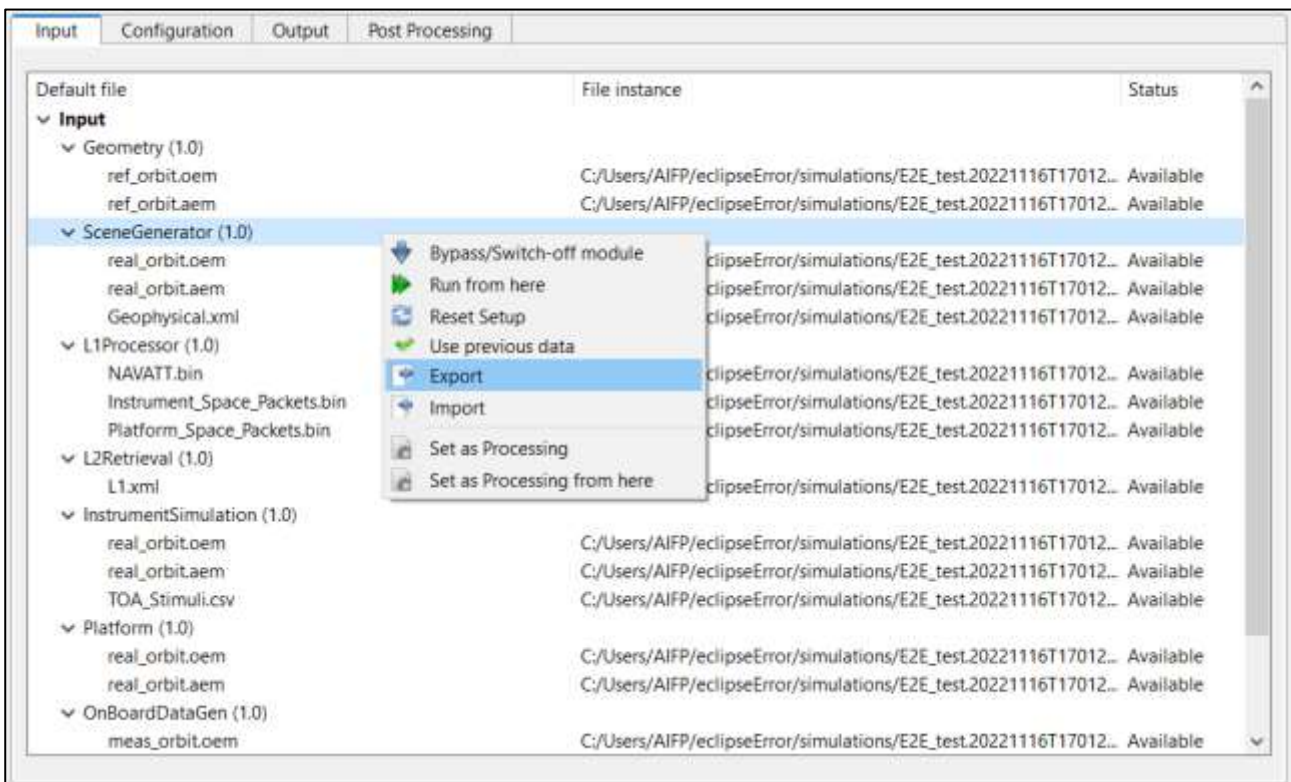 Input Configuration Output Post Processing
Default file File instance Status
Input
Geometry (1.0)
ref_orbit.oem C:/Users/AIFP/eclipseError/simulations/E2E_test.20221116T17012... Available
ref_orbit.aem C:/Users/AIFP/eclipseError/simulations/E2E_test.20221116T17012... Available
SceneGenerator (1.0)
Bypass/Switch-off module
real_orbit.oem clipseError/simulations/E2E_test.20221116T17012... Available
Run from here
real_orbit.aem clipseError/simulations/E2E_test.20221116T17012... Available
Reset Setup
Geophysical.xml clipseError/simulations/E2E_test.20221116T17012... Available
L1Processor (1.0) Use previous data
NAVATT.bin Export clipseError/simulations/E2E_test.20221116T17012... Available
Instrument_Space_Packets.bin Import clipseError/simulations/E2E_test.20221116T17012... Available
Platform_Space_Packets.bin clipseError/simulations/E2E_test.20221116T17012... Available
Set as Processing
L2Retrieval (1.0)
Set as Processing from here
L1.xml clipseError/simulations/E2E_test.20221116T17012... Available
InstrumentSimulation (1.0)
real_orbit.oem C:/Users/AIFP/eclipseError/simulations/E2E_test.20221116T17012... Available
real_orbit.aem C:/Users/AIFP/eclipseError/simulations/E2E_test.20221116T17012... Available
TOA_Stimuli.csv C:/Users/AIFP/eclipseError/simulations/E2E_test.20221116T17012... Available
Platform (1.0)
real_orbit.oem C:/Users/AIFP/eclipseError/simulations/E2E_test.20221116T17012... Available
real_orbit.aem C:/Users/AIFP/eclipseError/simulations/E2E_test.20221116T17012... Available
OnBoardDataGen (1.0)
meas_orbit.oem C:/Users/AIFP/eclipseError/simulations/E2E_test.20221116T17012... Available